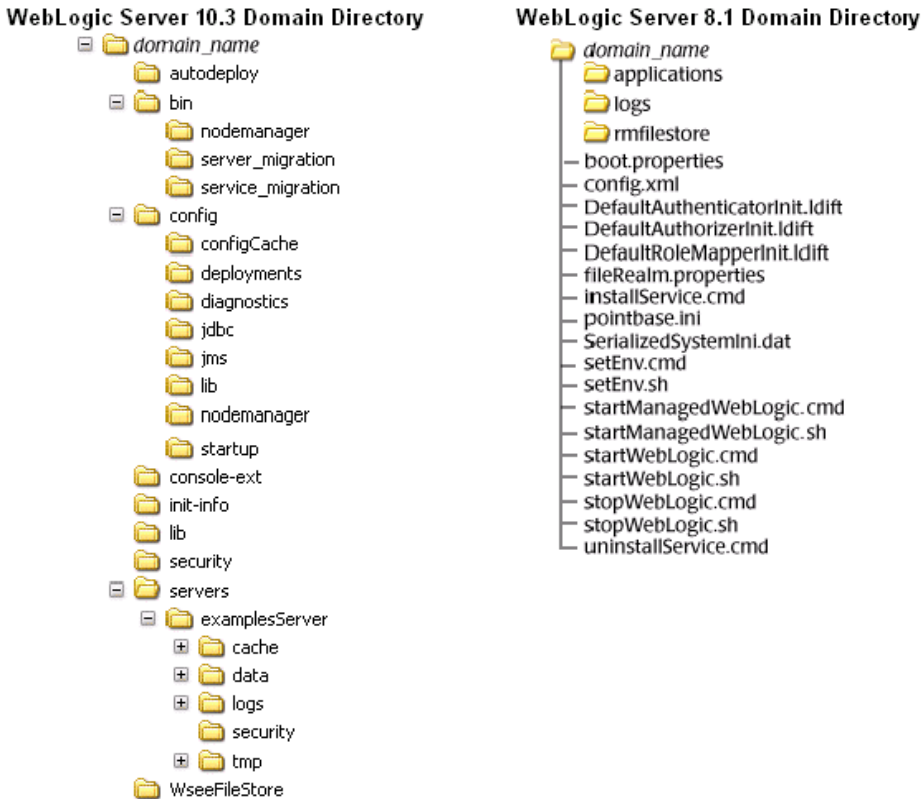 WebLogic Server 10.3 Domain Directory
domain_name
autodeploy
bin
nodemanager
server_migration
service_migration
config
configCache
deployments
diagnostics
jdbc
jms
lib
nodemanager
startup
console-ext
init-info
lib
security
servers
examplesServer
cache
data
logs
security
tmp
WseeFileStore
WebLogic Server 8.1 Domain Directory
domain_name
applications
logs
rmfilestore
boot.properties
config.xml
DefaultAuthenticatorInit.ldift
DefaultAuthorizerInit.ldift
DefaultRoleMapperInit.ldift
fileRealm.properties
installService.cmd
pointbase.ini
SerializedSystemIni.dat
setEnv.cmd
setEnv.sh
startManagedWebLogic.cmd
startManagedWebLogic.sh
startWebLogic.cmd
startWebLogic.sh
stopWebLogic.cmd
stopWebLogic.sh
uninstallService.cmd